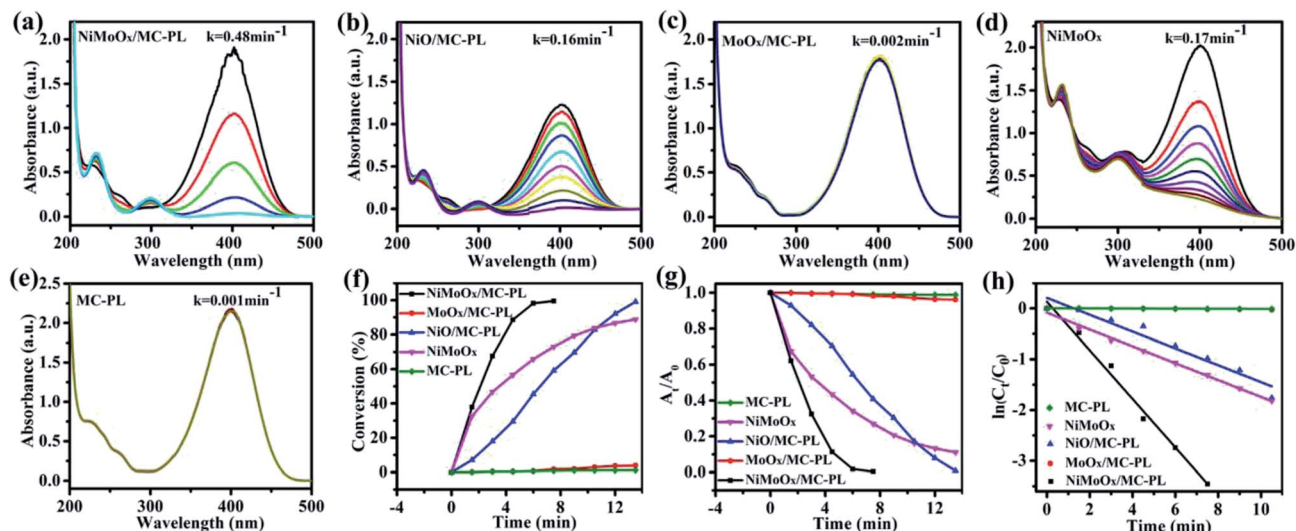 (a)
NiMoOx/MC-PL k=0.48min-1
Absorbance (a.u.)
2.0
1.5
1.0
0.5
0.0
200 300 400 500
Wavelength (nm)
(b)
NiO/MC-PL k=0.16min-1
Absorbance (a.u.)
2.0
1.5
1.0
0.5
0.0
200 300 400 500
Wavelength (nm)
(c)
MoOx/MC-PL k=0.002min-1
Absorbance (a.u.)
2.0
1.5
1.0
0.5
0.0
200 300 400 500
Wavelength (nm)
(d)
NiMoOx
k=0.17min-1
Absorbance (a.u.)
2.0
1.5
1.0
0.5
0.0
200 300 400 500
Wavelength (nm)
(e)
MC-PL k=0.001min-1
Absorbance (a.u.)
2.5
2.0
1.5
1.0
0.5
0.0
200 300 400 500
Wavelength (nm)
(f)
NiMoOx/MC-PL
MoOx/MC-PL
NiO/MC-PL
NiMoOx
MC-PL
Conversion (%)
100
80
60
40
20
0
-4 0 4 8 12
Time (min)
(g)
MC-PL
NiMoOx
NiO/MC-PL
MoOx/MC-PL
NiMoOx/MC-PL
At/A0
1.0
0.8
0.6
0.4
0.2
0.0
-4 0 4 8 12
Time (min)
(h)
MC-PL
NiMoOx
NiO/MC-PL
MoOx/MC-PL
NiMoOx/MC-PL
ln(Ct/C0)
0
-1
-2
-3
0 2 4 6 8 10
Time (min)